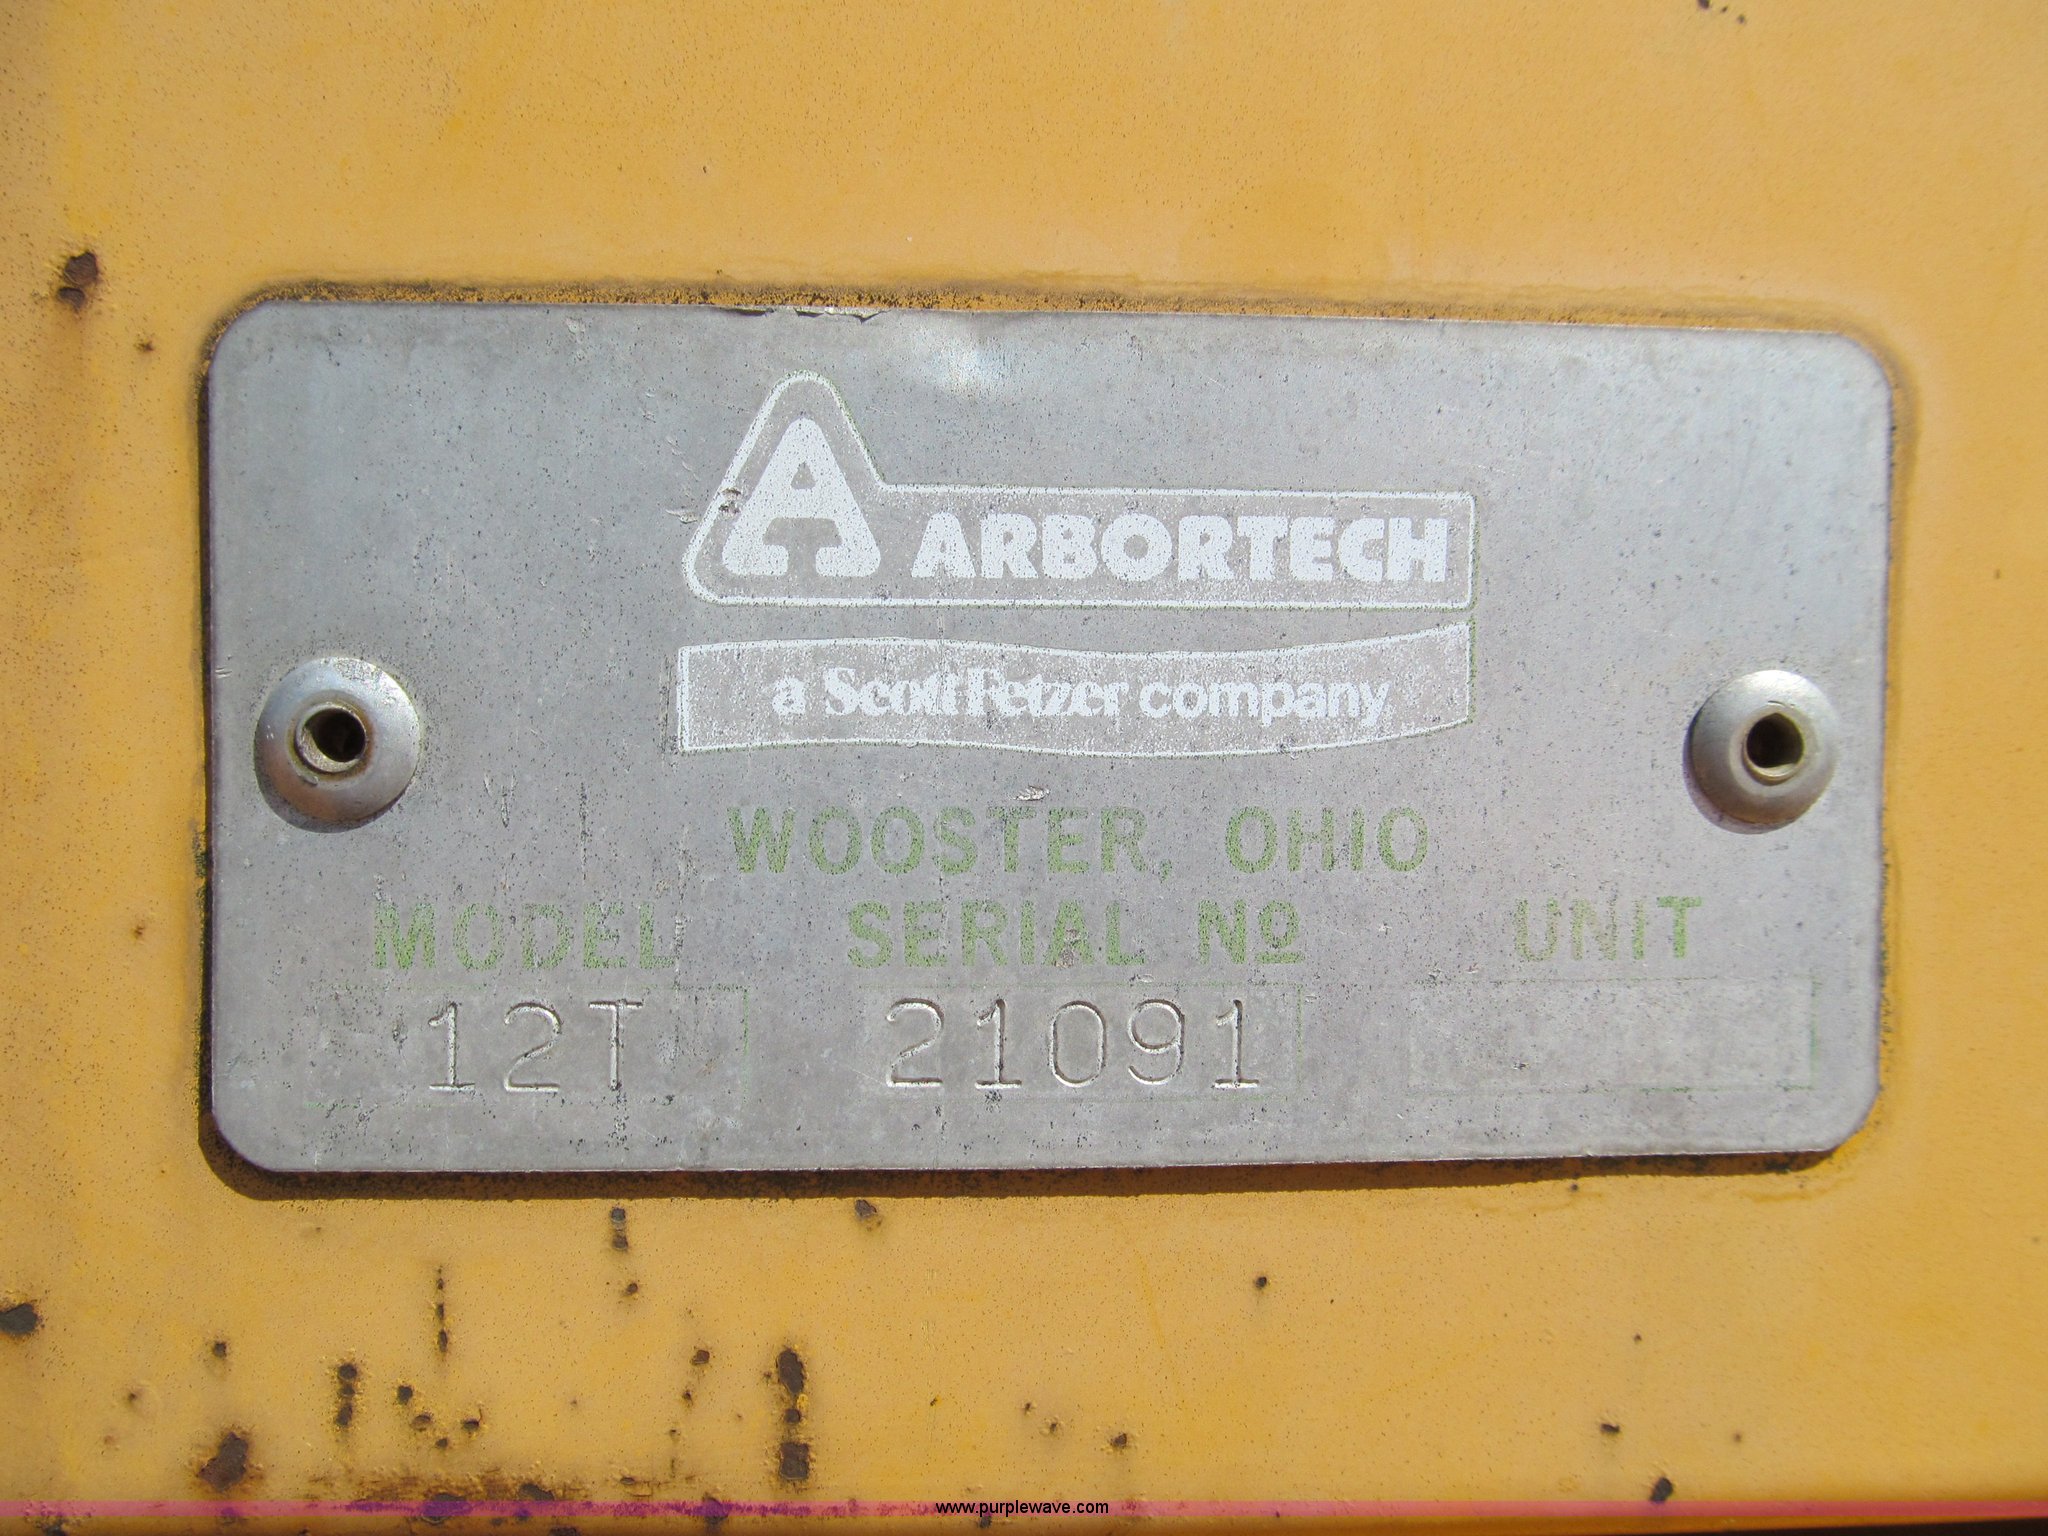 A ARBORTECH
a Scott Fetzer company
WOOSTER, OHIO
MODEL SERIAL Nº UNIT
12T 21091
www.purplewave.com